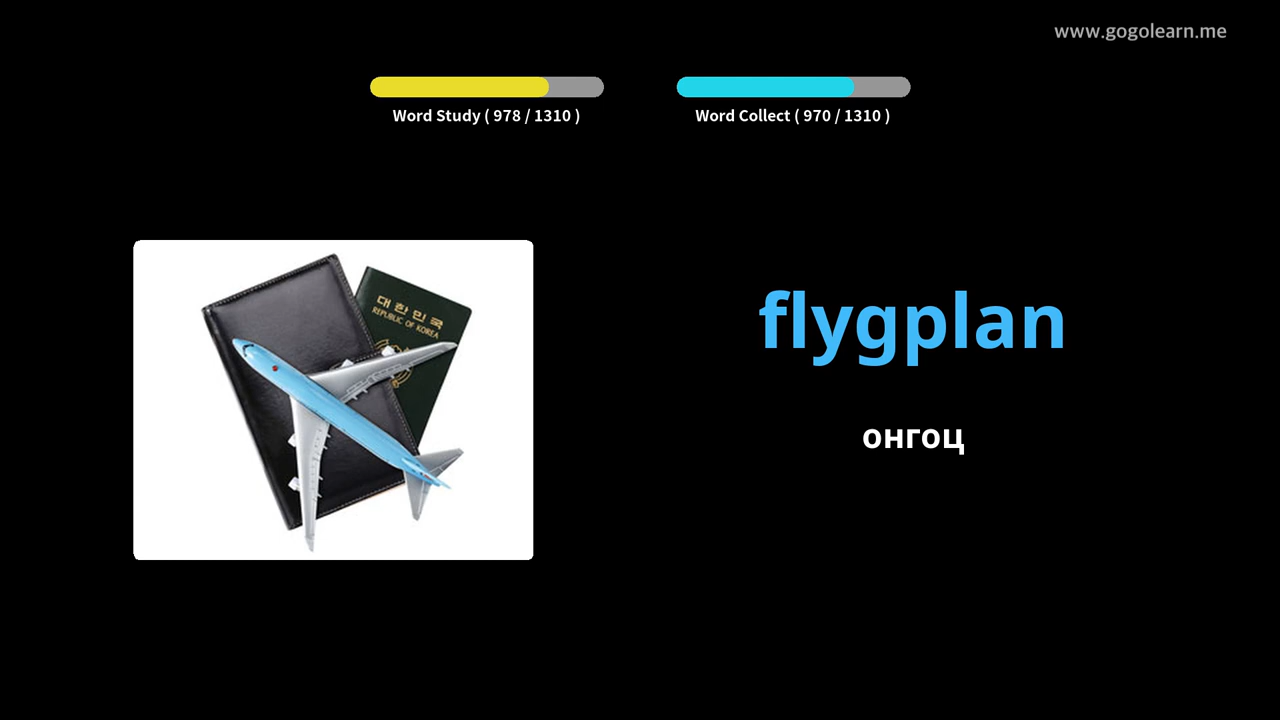 www.gogolearn.me
Word Study ( 978 / 1310 )
Word Collect ( 970 / 1310 )
대한민국
REPUBLIC OF KOREA
flygplan
онгоц